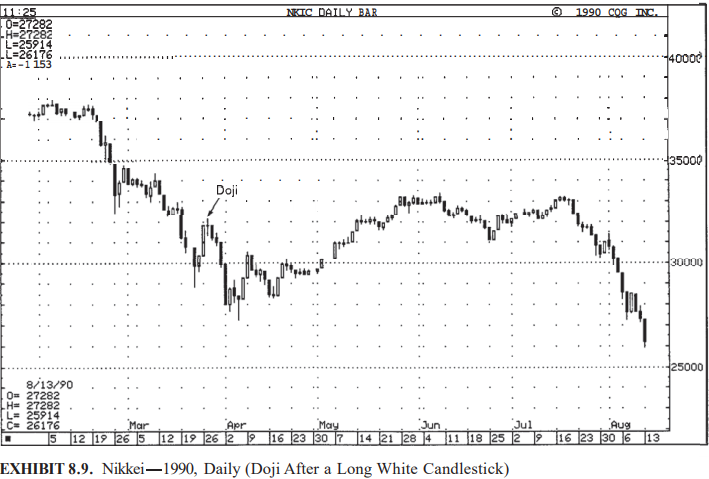 11:25 NKIC DAILY BAR © 1990 CQG INC.
O=27282
H=27282
L=25914
L=26176
A=-1153
40000
35000
Doji
30000
25000
8/13/90
O= 27282
H= 27282
L= 25914
C= 26176
Mar Apr May Jun Jul Aug
5 12 19 26 5 12 19 26 2 9 16 23 30 7 14 21 28 4 11 18 25 2 9 16 23 30 6 13
EXHIBIT 8.9. Nikkei—1990, Daily (Doji After a Long White Candlestick)